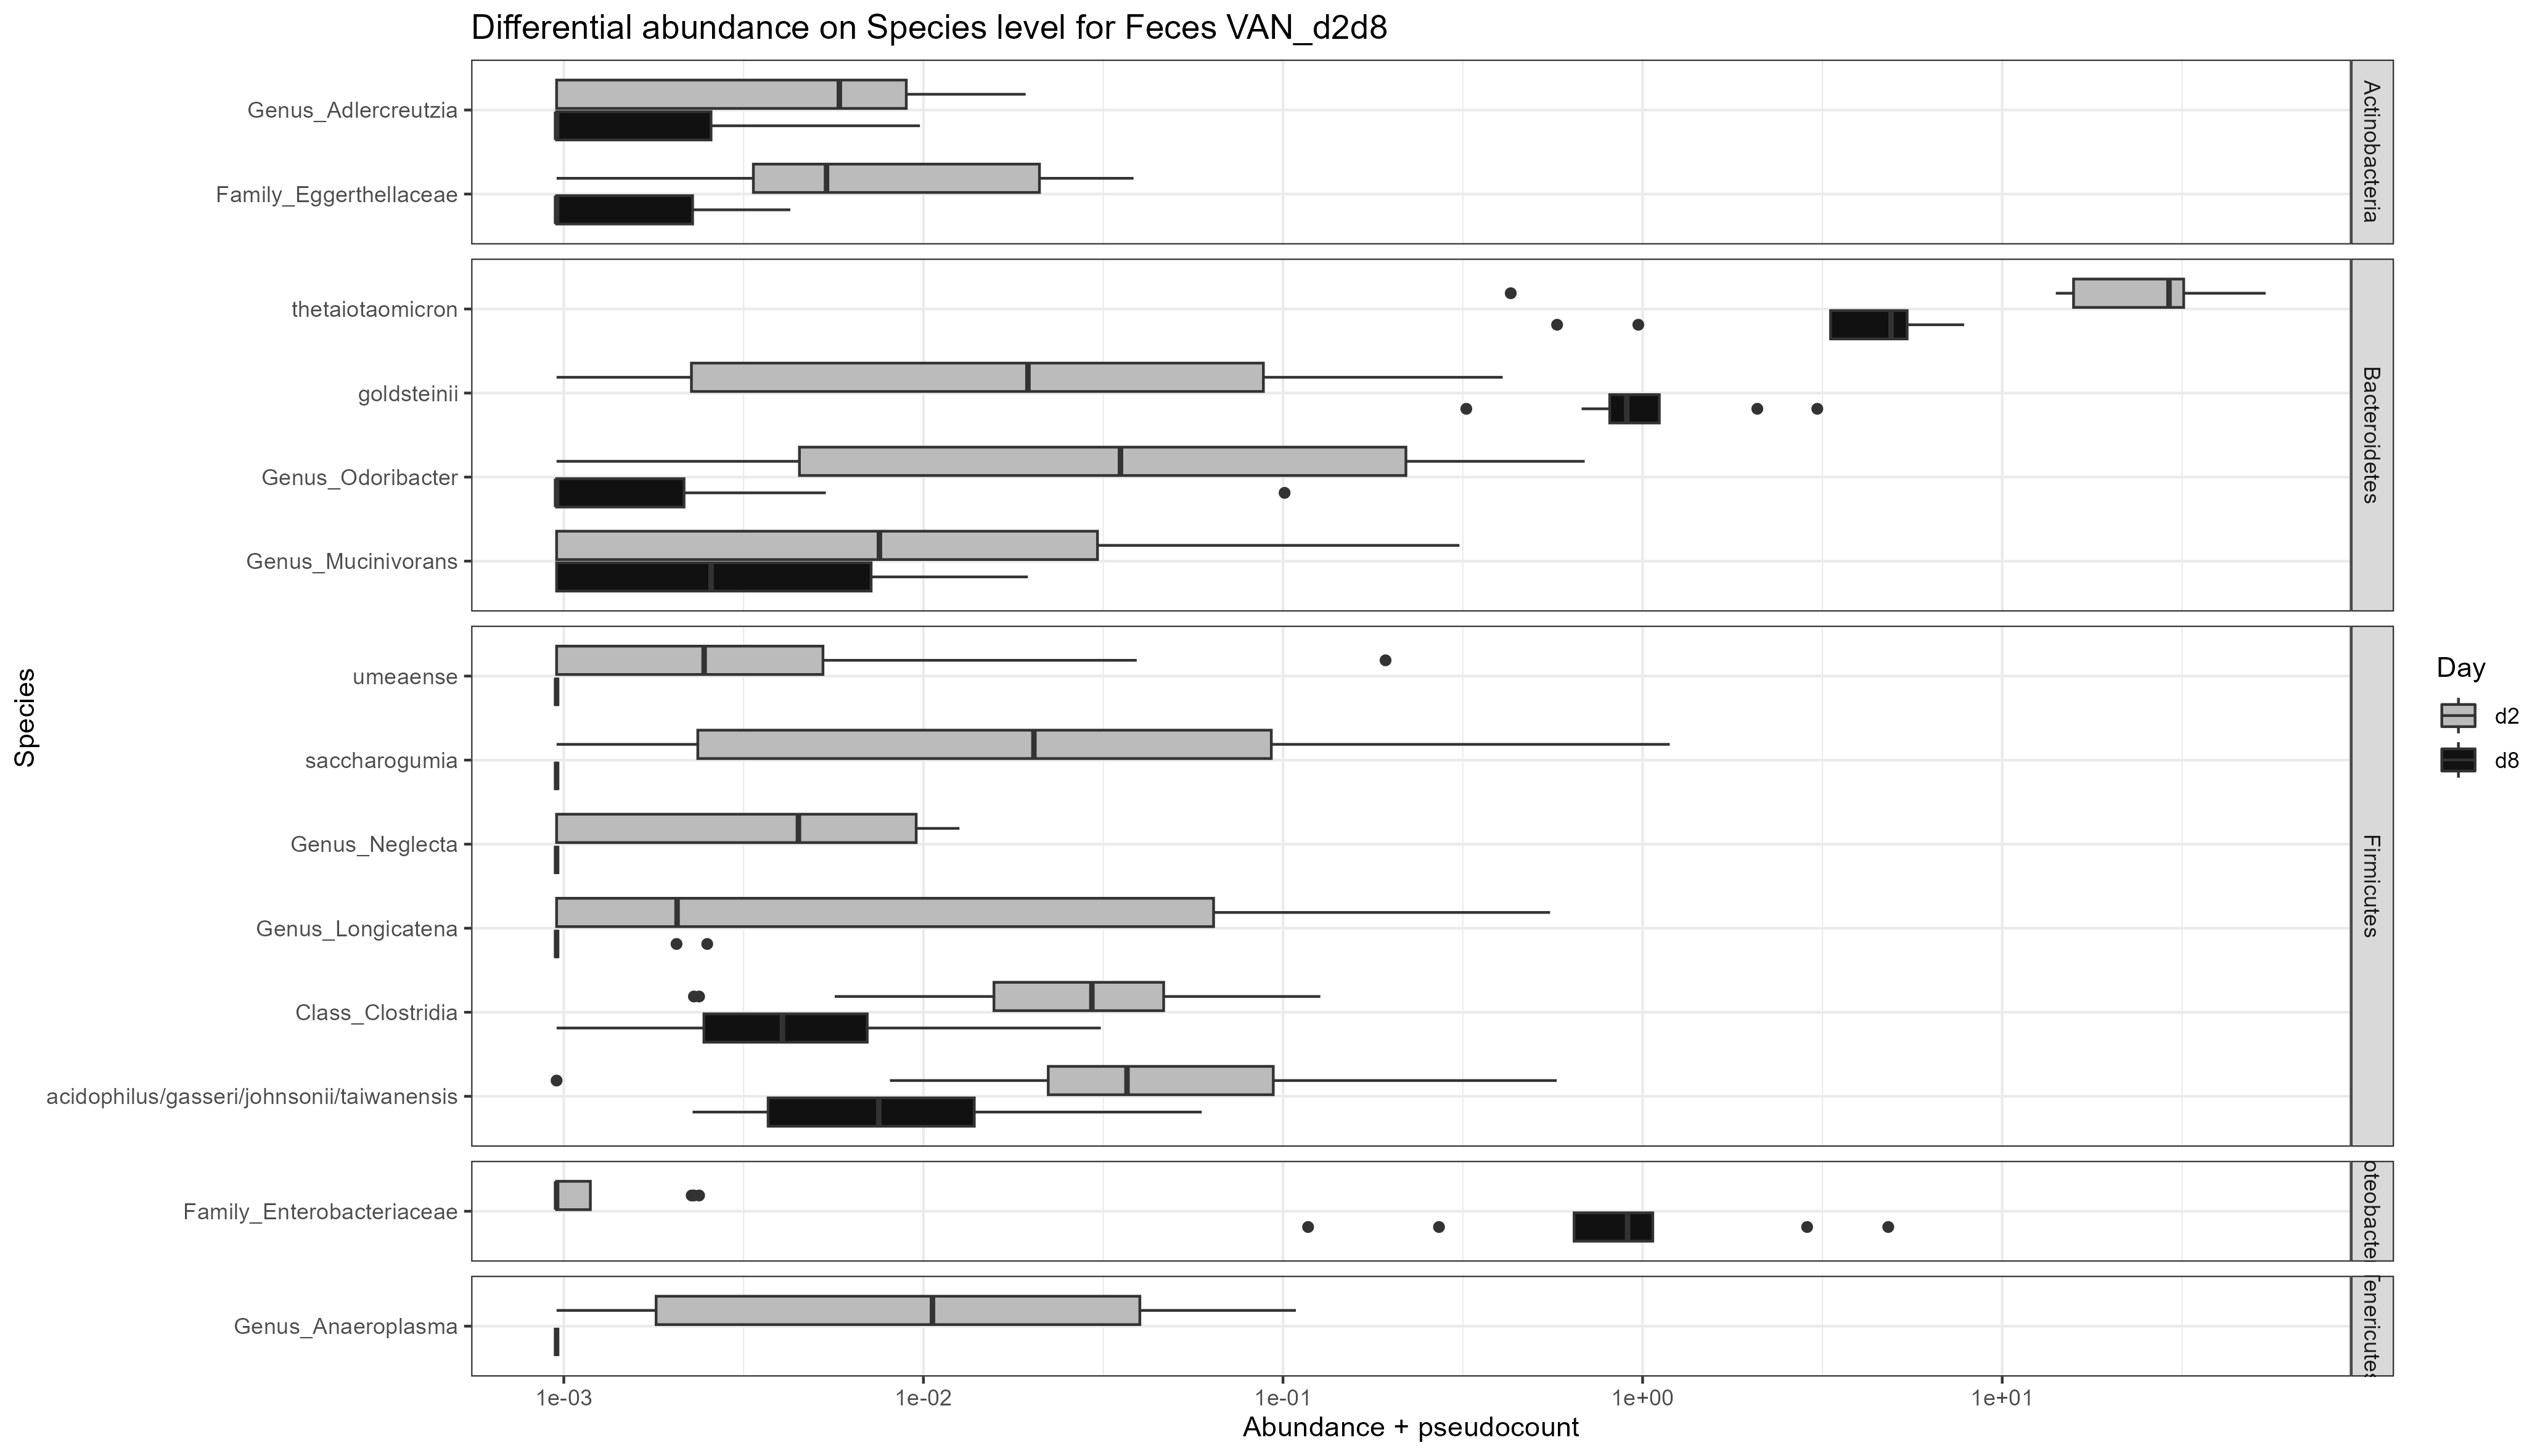 Differential abundance on Species level for Feces VAN_d2d8
Species
Genus_Adlercreutzia
Family_Eggerthellaceae
Actinobacteria
thetaiotaomicron
goldsteinii
Genus_Odoribacter
Genus_Mucinivorans
Bacteroidetes
umeaense
saccharogumia
Genus_Neglecta
Genus_Longicatena
Class_Clostridia
acidophilus/gasseri/johnsonii/taiwanensis
Firmicutes
Family_Enterobacteriaceae
oteobacte
Genus_Anaeroplasma
Tenericutes
1e-03 1e-02 1e-01 1e+00 1e+01
Abundance + pseudocount
Day
d2
d8